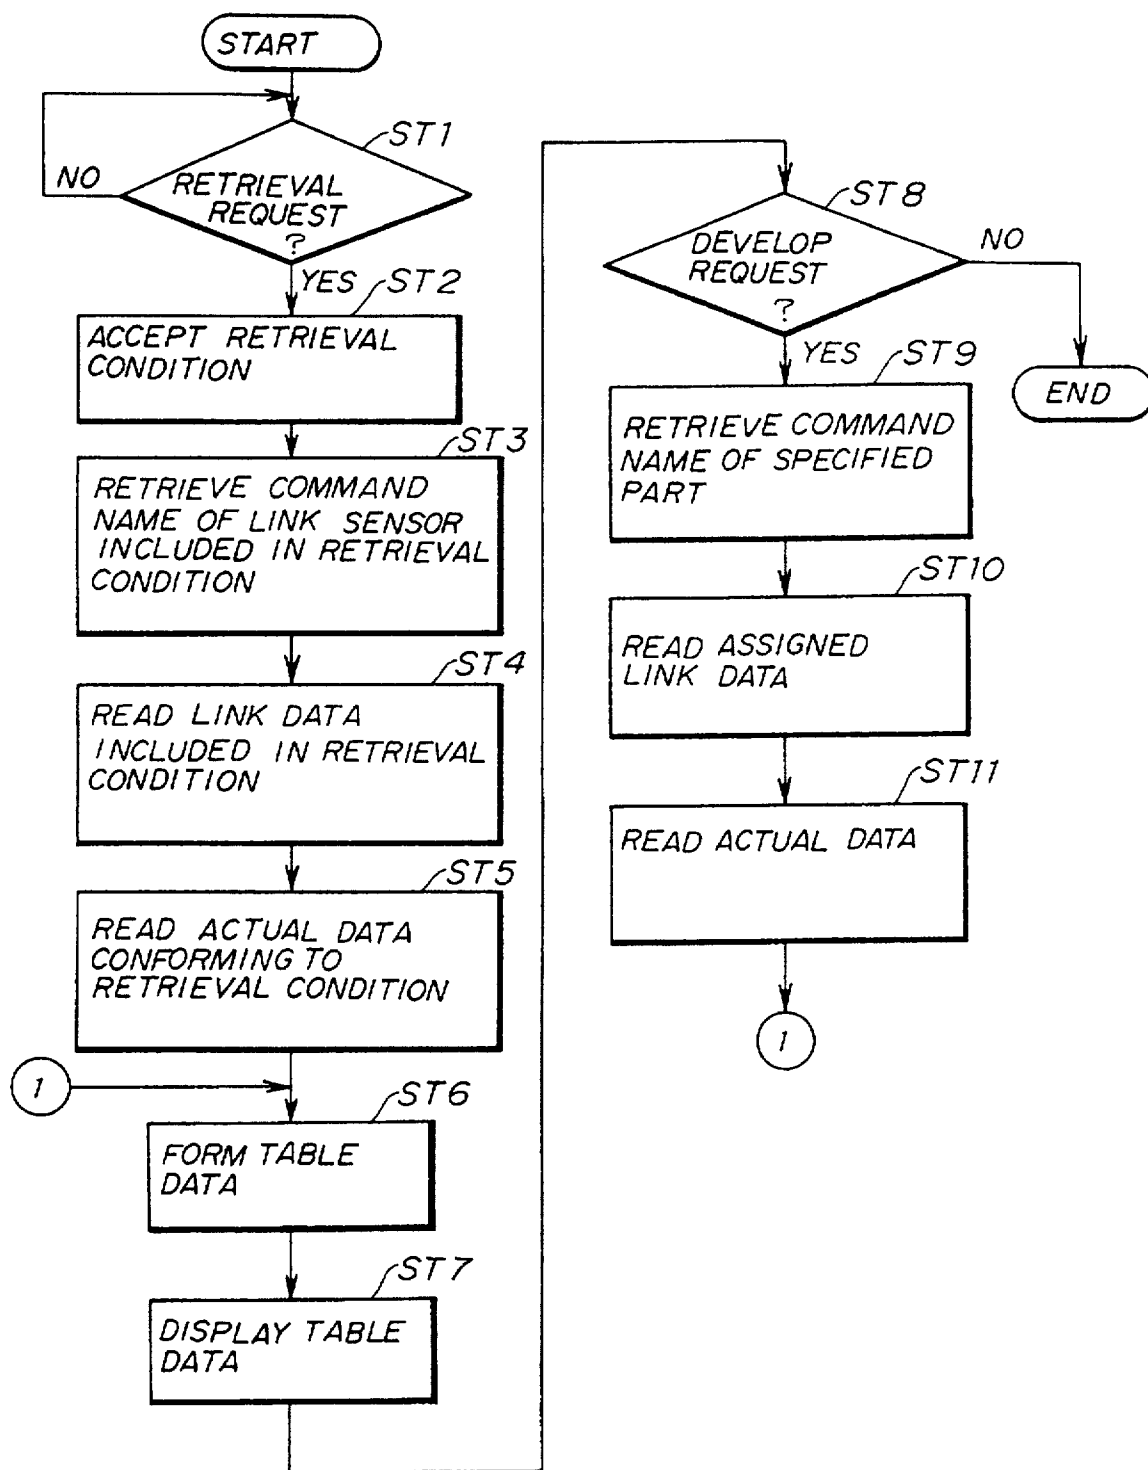 START
ST1
NO
RETRIEVAL
REQUEST
?
YES
ST2
ACCEPT RETRIEVAL
CONDITION
ST3
RETRIEVE COMMAND
NAME OF LINK SENSOR
INCLUDED IN RETRIEVAL
CONDITION
ST4
READ LINK DATA
INCLUDED IN RETRIEVAL
CONDITION
ST5
READ ACTUAL DATA
CONFORMING TO
RETRIEVAL CONDITION
1
ST6
FORM TABLE
DATA
ST7
DISPLAY TABLE
DATA
ST8
DEVELOP
REQUEST
?
NO
END
YES
ST9
RETRIEVE COMMAND
NAME OF SPECIFIED
PART
ST10
READ ASSIGNED
LINK DATA
ST11
READ ACTUAL DATA
1